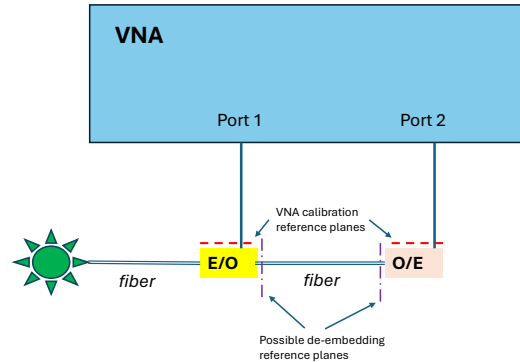 VNA
Port 1
Port 2
VNA calibration
reference planes
E/O
O/E
fiber
fiber
Possible de-embedding
reference planes